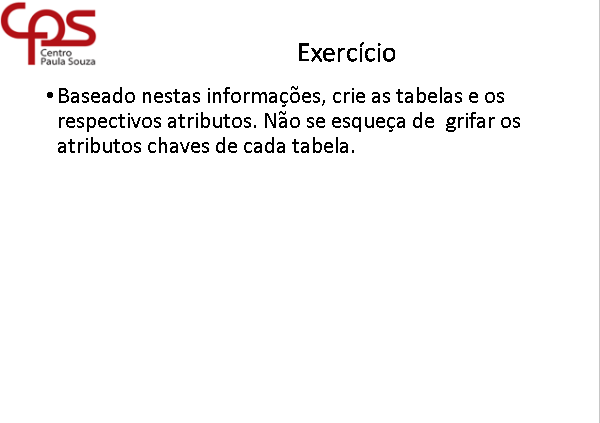 CPS
Centro
Paula Souza
Exercício
• Baseado nestas informações, crie as tabelas e os
respectivos atributos. Não se esqueça de  grifar os
atributos chaves de cada tabela.